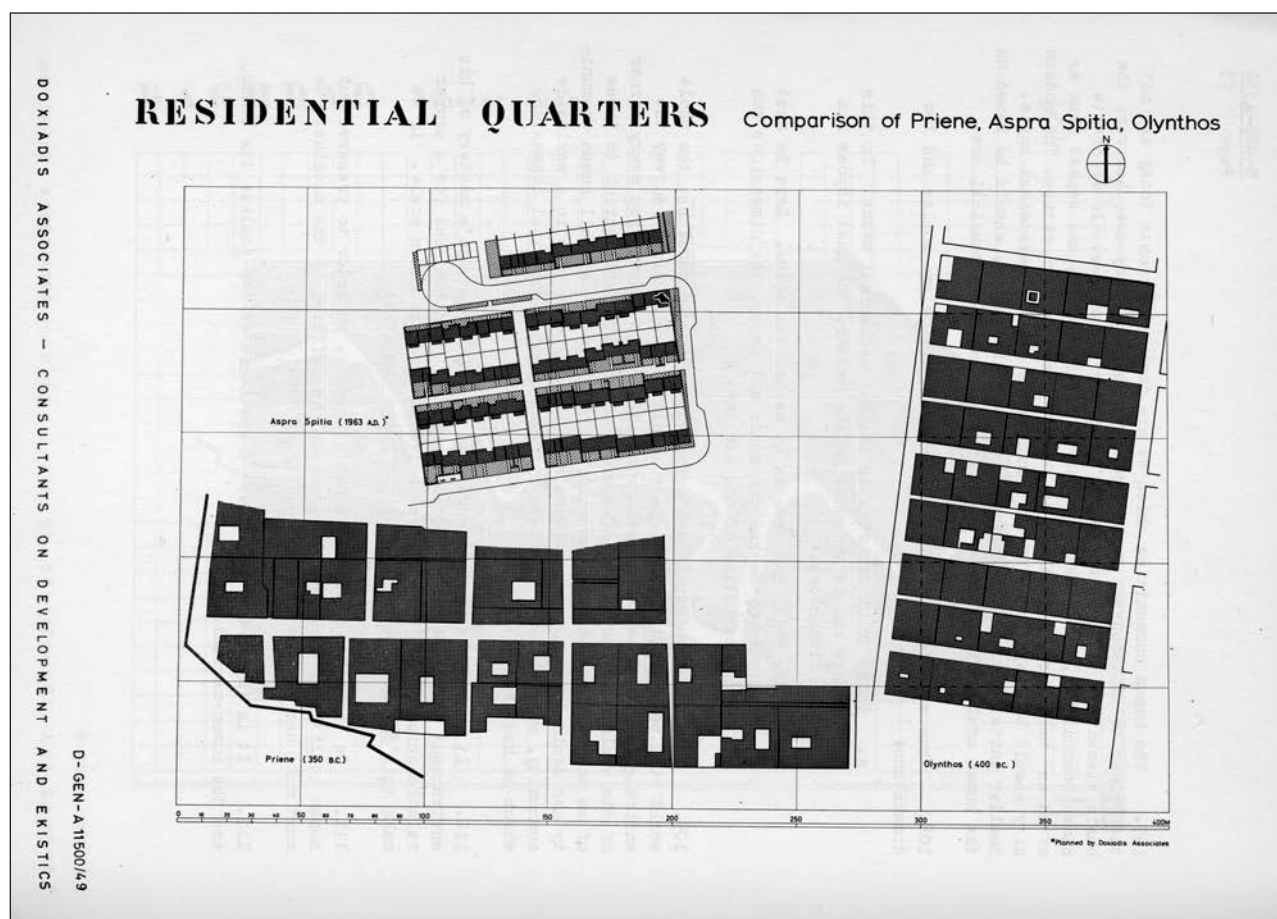 RESIDENTIAL QUARTERS Comparison of Priene, Aspra Spitia, Olynthos
N
Aspra Spitia (1963 A.D.)*
Priene (350 B.C.)
Olynthos (400 BC.)
0 10 20 30 40 50 60 70 80 90 100 150 200 250 300 350 400M
*Planned by Doxiadis Associates
DOXIADIS ASSOCIATES — CONSULTANTS ON DEVELOPMENT AND EKISTICS
D-GEN-A 11500/49